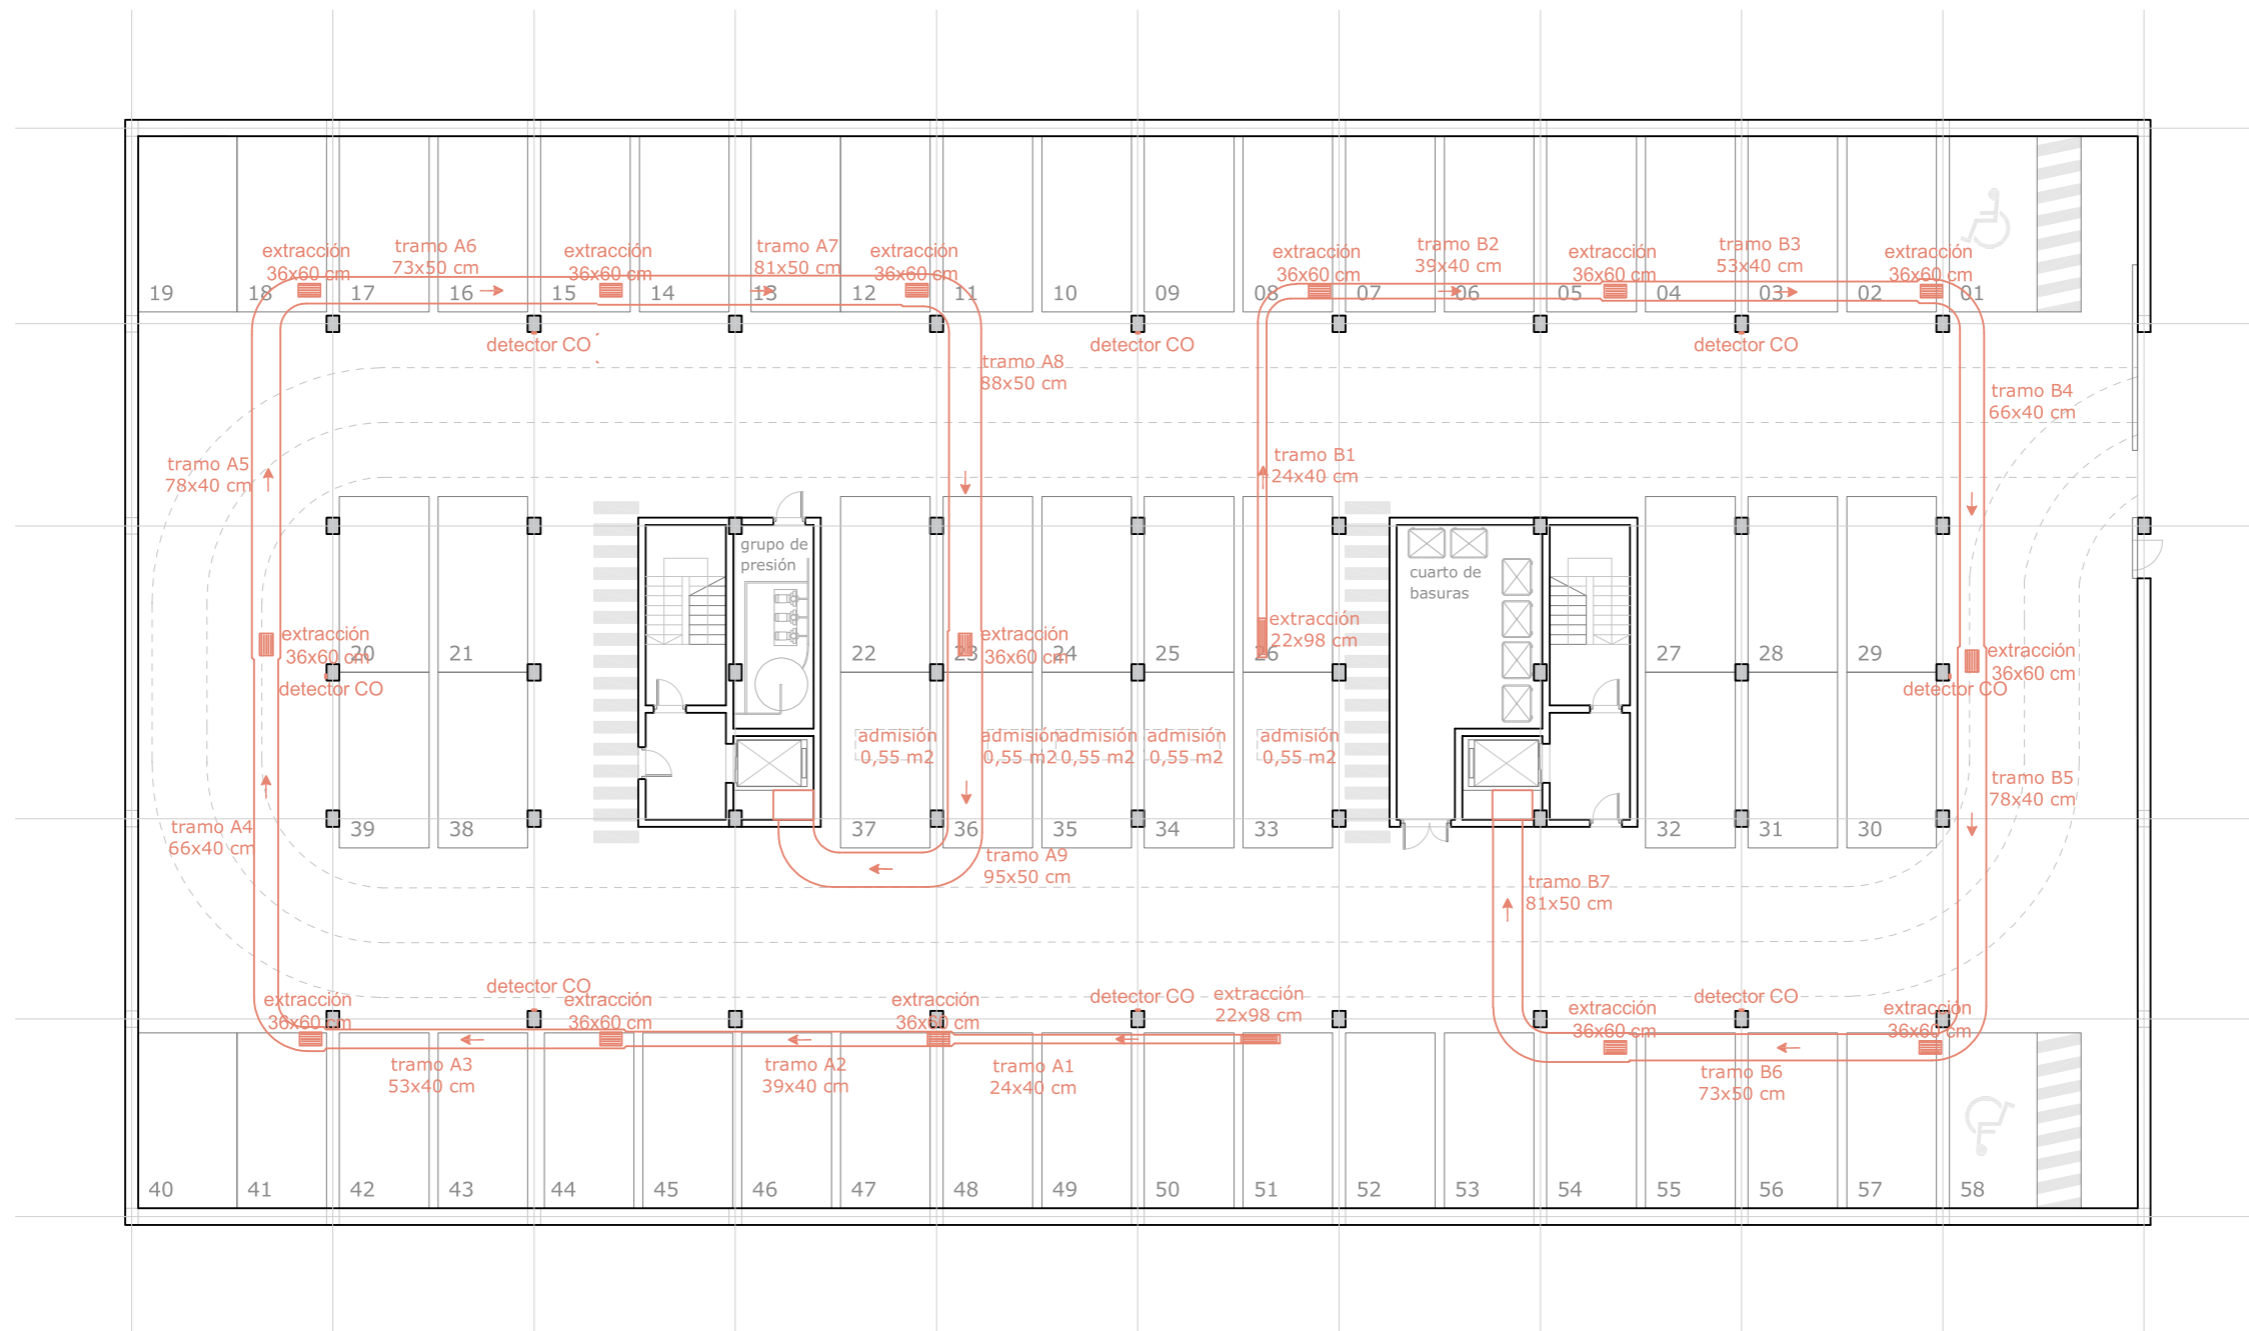 extracción
36x60 cm
tramo A6
73x50 cm
extracción
36x60 cm
tramo A7
81x50 cm
extracción
36x60 cm
extracción
36x60 cm
tramo B2
39x40 cm
extracción
36x60 cm
tramo B3
53x40 cm
extracción
36x60 cm
19
18
17
16
15
14
13
12
11
10
09
08
07
06
05
04
03
02
01
detector CO
detector CO
detector CO
tramo A8
88x50 cm
tramo B4
66x40 cm
tramo A5
78x40 cm
tramo B1
24x40 cm
grupo de
presión
cuarto de
basuras
extracción
36x60 cm
extracción
36x60 cm
extracción
22x98 cm
extracción
36x60 cm
20
21
22
23
24
25
26
27
28
29
detector CO
detector CO
admisión
0,55 m2
admisión
0,55 m2
admisión
0,55 m2
admisión
0,55 m2
admisión
0,55 m2
tramo B5
78x40 cm
tramo A4
66x40 cm
39
38
37
36
35
34
33
32
31
30
tramo A9
95x50 cm
tramo B7
81x50 cm
detector CO
detector CO
detector CO
extracción
36x60 cm
extracción
36x60 cm
extracción
36x60 cm
extracción
22x98 cm
extracción
36x60 cm
extracción
36x60 cm
tramo A3
53x40 cm
tramo A2
39x40 cm
tramo A1
24x40 cm
tramo B6
73x50 cm
40
41
42
43
44
45
46
47
48
49
50
51
52
53
54
55
56
57
58